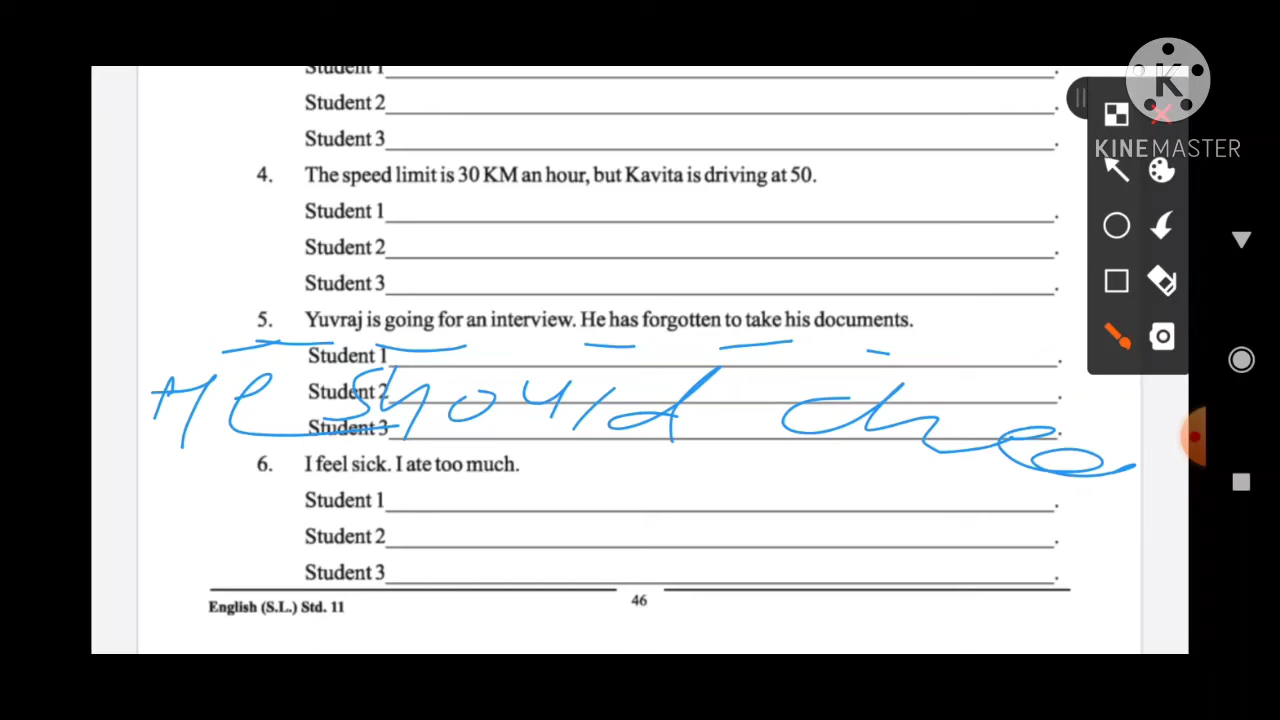 Student 1 .
Student 2 .
Student 3 .
4. The speed limit is 30 KM an hour, but Kavita is driving at 50.
Student 1 .
Student 2 .
Student 3 .
5. Yuvraj is going for an interview. He has forgotten to take his documents.
Student 1 .
Student 2 .
Student 3 .
He should chec
6. I feel sick. I ate too much.
Student 1 .
Student 2 .
Student 3 .
English (S.L.) Std. 11 46
K
KINEMASTER